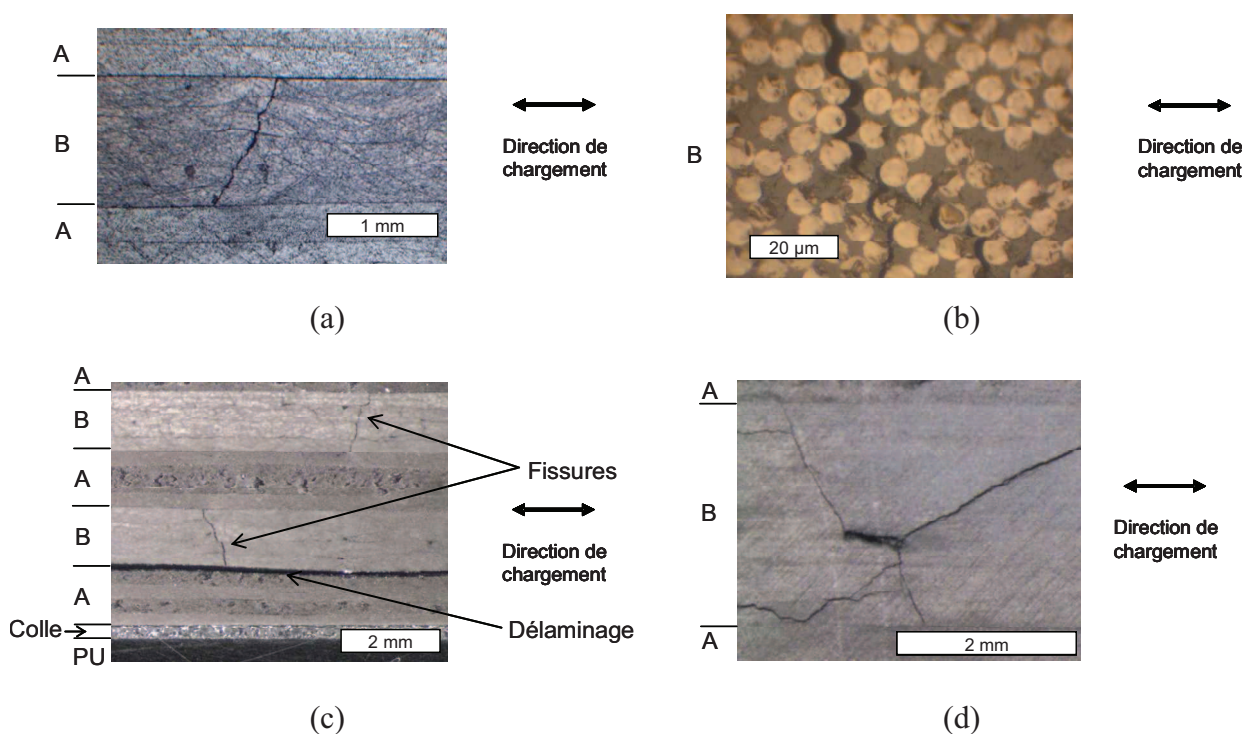 A
B
A
1 mm
Direction de
chargement
(a)
B
20 µm
Direction de
chargement
(b)
A
B
A
B
A
Colle
PU
Fissures
Délaminage
2 mm
Direction de
chargement
(c)
A
B
A
2 mm
Direction de
chargement
(d)